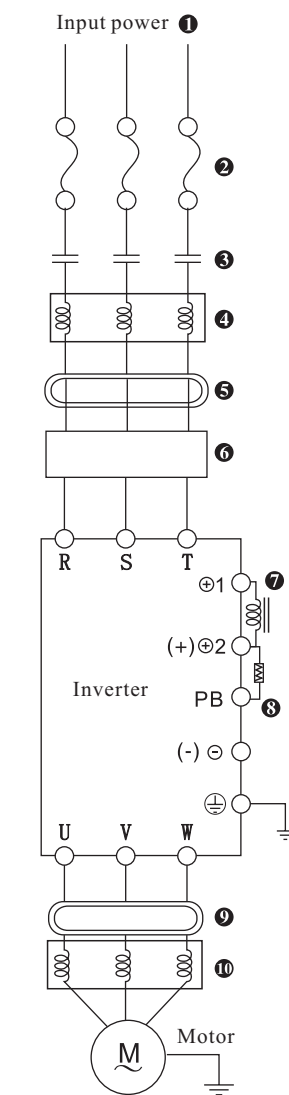 Input power ❶
❷
❸
❹
❺
❻
R S T
⊕1 ❼
(+)⊕2
Inverter
PB ❽
(-) ⊖
U V W
❾
❿
Motor
M
~